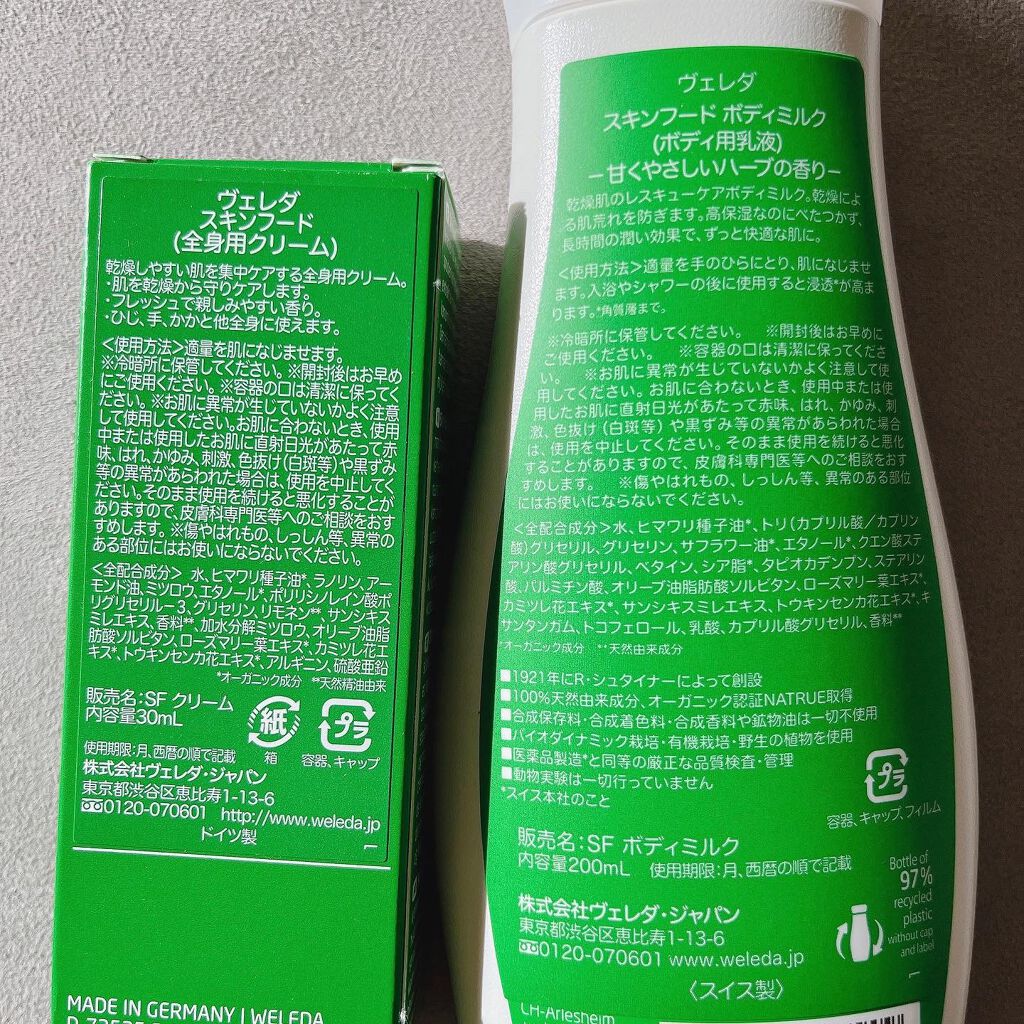 ヴェレダ
スキンフード
(全身用クリーム)
乾燥しやすい肌を集中ケアする全身用クリーム。
・肌を乾燥から守りケアします。
・フレッシュで親しみやすい香り。
・ひじ、手、かかと他全身に使えます。
<使用方法>適量を肌になじませます。
※冷暗所に保管してください。※開封後はお早め
にご使用ください。※容器の口は清潔に保ってく
ださい。※お肌に異常が生じていないかよく注意
して使用してください。お肌に合わないとき、使用
中または使用したお肌に直射日光があたって赤
味、はれ、かゆみ、刺激、色抜け(白斑等)や黒ずみ
等の異常があらわれた場合は、使用を中止してく
ださい。そのまま使用を続けると悪化することが
ありますので、皮膚科専門医等へのご相談をおす
すめします。※傷やはれもの、しっしん等、異常の
ある部位にはお使いにならないでください。
<全配合成分> 水、ヒマワリ種子油*、ラノリン、アー
モンド油、ミツロウ、エタノール*、ポリリシノレイン酸ポ
リグリセリル-3、グリセリン、リモネン**、サンシキス
ミレエキス、香料**、加水分解ミツロウ、オリーブ油脂
肪酸ソルビタン、ローズマリー葉エキス*、カミツレ花エ
キス*、トウキンセンカ花エキス*、アルギニン、硫酸亜鉛
*オーガニック成分 **天然精油由来
販売名:SF クリーム
内容量30mL
紙
箱
プラ
容器、キャップ
使用期限:月、西暦の順で記載
株式会社ヴェレダ・ジャパン
東京都渋谷区恵比寿1-13-6
0120-070601 http://www.weleda.jp
ドイツ製
MADE IN GERMANY | WELEDA
ヴェレダ
スキンフード ボディミルク
(ボディ用乳液)
−甘くやさしいハーブの香り−
乾燥肌のレスキューケアボディミルク。乾燥によ
る肌荒れを防ぎます。高保湿なのにべたつかず、
長時間の潤い効果で、ずっと快適な肌に。
<使用方法>適量を手のひらにとり、肌になじませ
ます。入浴やシャワーの後に使用すると浸透*が高ま
ります。*角質層まで。
※冷暗所に保管してください。 ※開封後はお早めに
ご使用ください。 ※容器の口は清潔に保ってくださ
い。 ※お肌に異常が生じていないかよく注意して使
用してください。お肌に合わないとき、使用中または使
用したお肌に直射日光があたって赤味、はれ、かゆみ、刺
激、色抜け(白斑等)や黒ずみ等の異常があらわれた場合
は、使用を中止してください。そのまま使用を続けると悪化
することがありますので、皮膚科専門医等へのご相談をおすす
めします。 ※傷やはれもの、しっしん等、異常のある部位
にはお使いにならないでください。
<全配合成分>水、ヒマワリ種子油*、トリ(カプリル酸/カプリン
酸)グリセリル、グリセリン、サフラワー油*、エタノール*、クエン酸ステ
アリン酸グリセリル、ベタイン、シア脂*、タピオカデンプン、ステアリン
酸、パルミチン酸、オリーブ油脂肪酸ソルビタン、ローズマリー葉エキス*、
カミツレ花エキス*、サンシキスミレエキス、トウキンセンカ花エキス*、キ
サンタンガム、トコフェロール、乳酸、カプリル酸グリセリル、香料**
*オーガニック成分 **天然由来成分
■1921年にR・シュタイナーによって創設
■100%天然由来成分、オーガニック認証NATRUE取得
■合成保存料・合成着色料・合成香料や鉱物油は一切不使用
■バイオダイナミック栽培・有機栽培・野生の植物を使用
■医薬品製造*と同等の厳正な品質検査・管理
■動物実験は一切行っていません
*スイス本社のこと
プラ
容器、キャップ、フィルム
販売名:SF ボディミルク
内容量200mL 使用期限:月、西暦の順で記載
Bottle of
97%
recycled
plastic
without cap
and label
株式会社ヴェレダ・ジャパン
東京都渋谷区恵比寿1-13-6
0120-070601 www.weleda.jp
〈スイス製〉
CH-Arlesheim